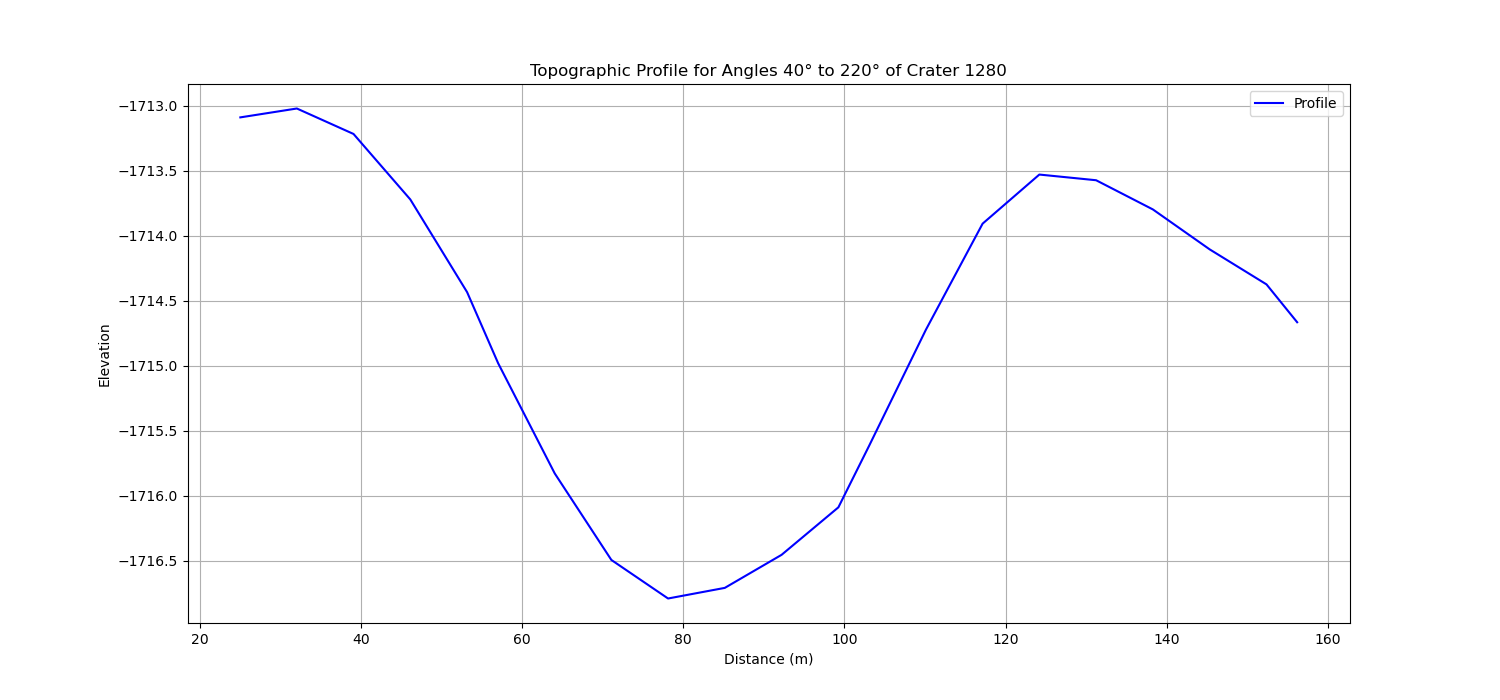 Topographic Profile for Angles 40° to 220° of Crater 1280
Profile
−1713.0
−1713.5
−1714.0
−1714.5
−1715.0
−1715.5
−1716.0
−1716.5
Elevation
20 40 60 80 100 120 140 160
Distance (m)